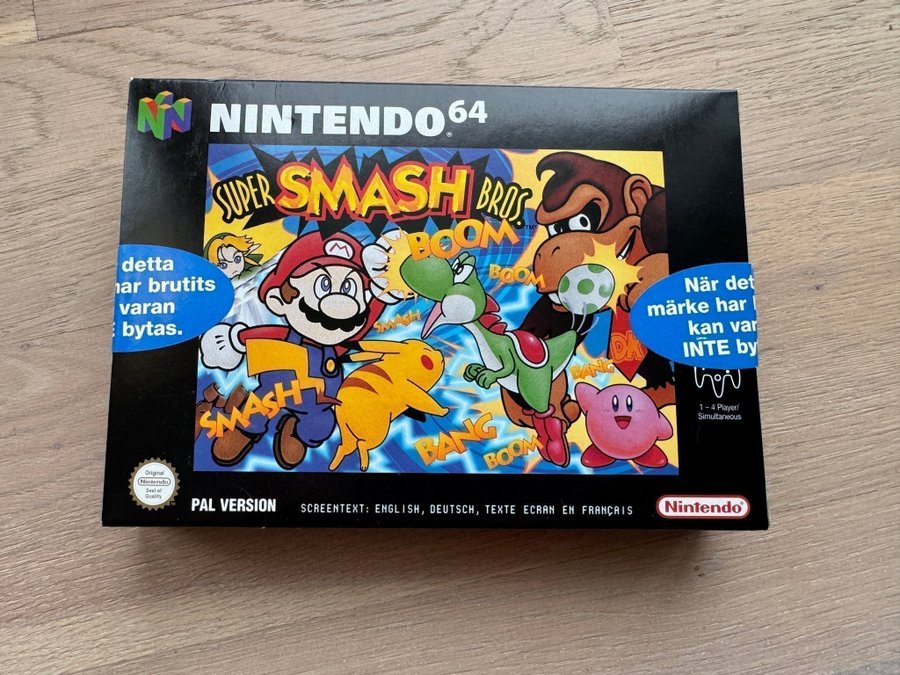 NINTENDO64
SUPER SMASH BROS.
BOOM
BOOM
SMASH
SMASH
BANG
BANG
BOOM
detta
har brutits
varan
bytas.
När det
märke har
kan var
INTE by
1 – 4 Player/
Simultaneous
Original
Nintendo
Seal of
Quality
PAL VERSION
SCREENTEXT: ENGLISH, DEUTSCH, TEXTE ECRAN EN FRANÇAIS
Nintendo